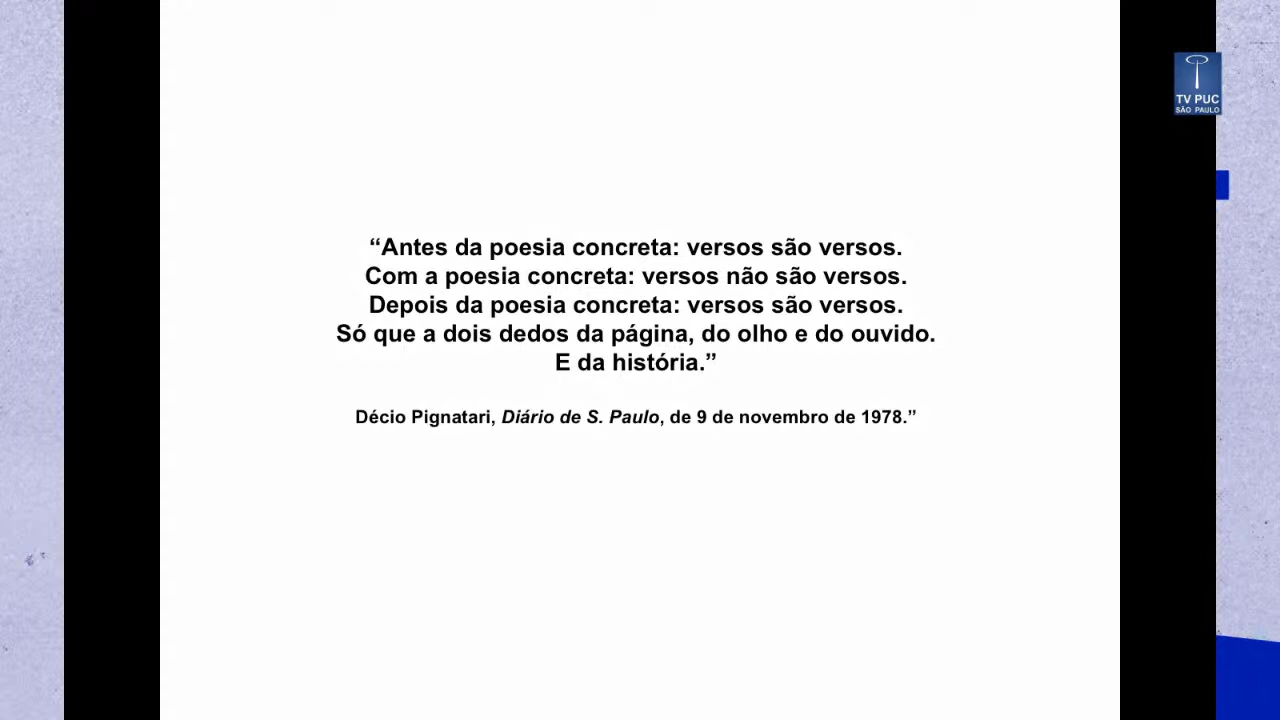 “Antes da poesia concreta: versos são versos.
Com a poesia concreta: versos não são versos.
Depois da poesia concreta: versos são versos.
Só que a dois dedos da página, do olho e do ouvido.
E da história.”
Décio Pignatari, Diário de S. Paulo, de 9 de novembro de 1978.”
TV PUC
SÃO PAULO